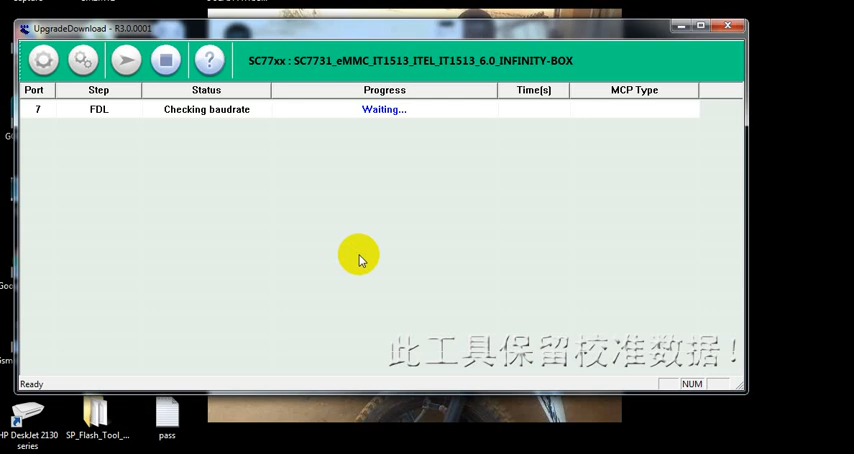 UpgradeDownload - R3.0.0001
SC77xx : SC7731_eMMC_IT1513_ITEL_IT1513_6.0_INFINITY-BOX
Port Step Status Progress Time(s) MCP Type
7 FDL Checking baudrate Waiting...
此工具保留校准数据!
Ready NUM
HP DeskJet 2130 series
SP_Flash_Tool_...
pass